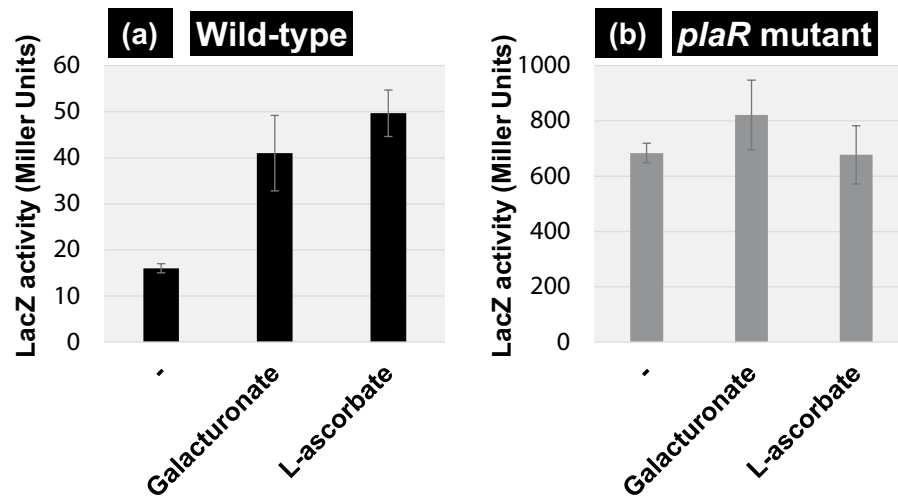 (a) Wild-type
LacZ activity (Miller Units)
60
50
40
30
20
10
0
-
Galacturonate
L-ascorbate
(b) plaR mutant
LacZ activity (Miller Units)
1000
800
600
400
200
0
-
Galacturonate
L-ascorbate